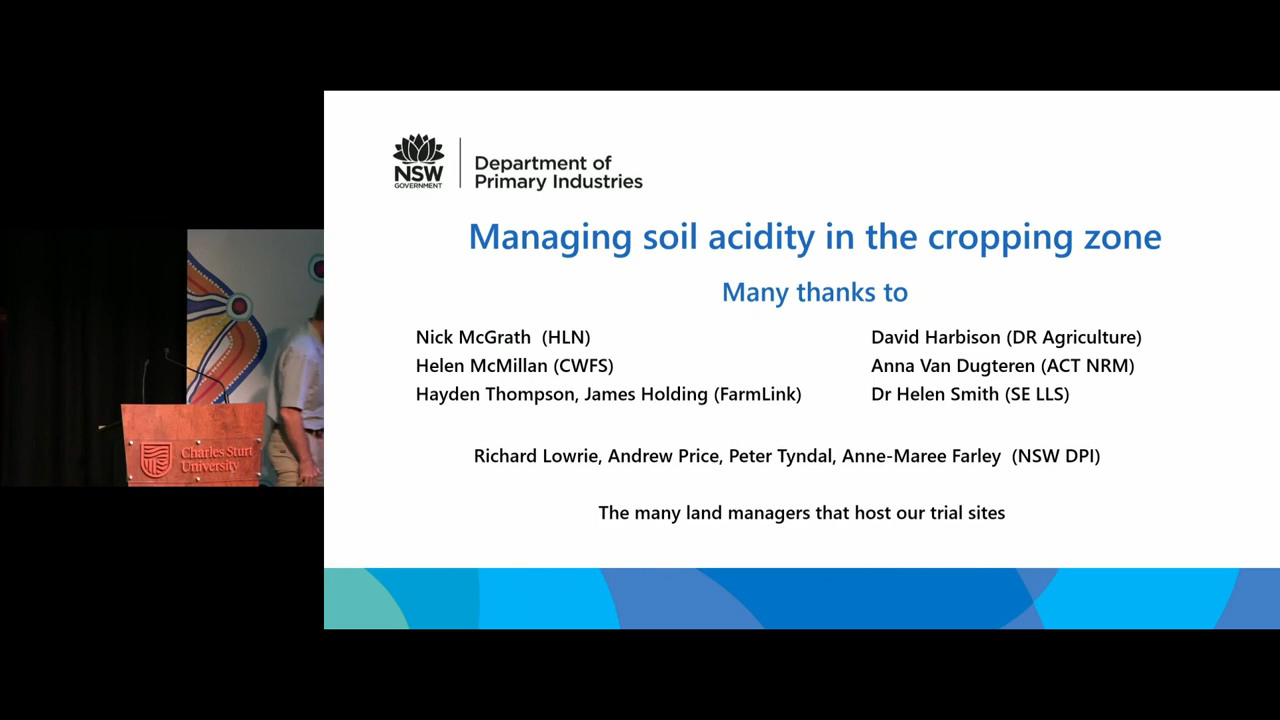 NSW
GOVERNMENT
Department of
Primary Industries
Managing soil acidity in the cropping zone
Many thanks to
Nick McGrath (HLN)
David Harbison (DR Agriculture)
Helen McMillan (CWFS)
Anna Van Dugteren (ACT NRM)
Hayden Thompson, James Holding (FarmLink)
Dr Helen Smith (SE LLS)
Richard Lowrie, Andrew Price, Peter Tyndal, Anne-Maree Farley (NSW DPI)
The many land managers that host our trial sites
Charles Sturt
University